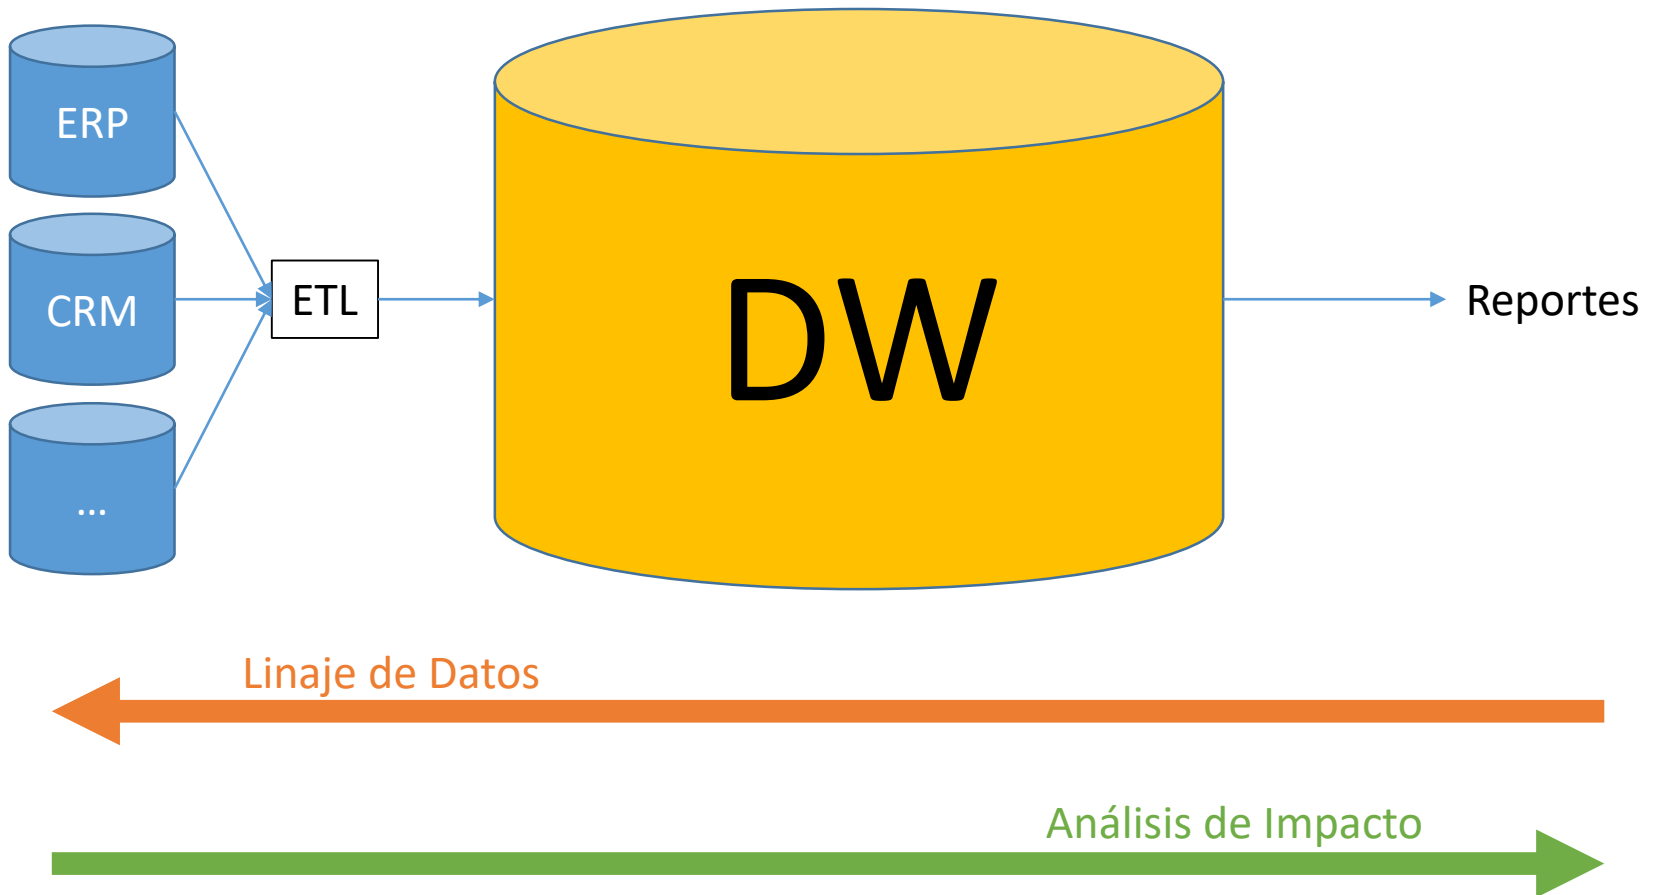 ERP
CRM
...
ETL
DW
Reportes
Linaje de Datos
Análisis de Impacto